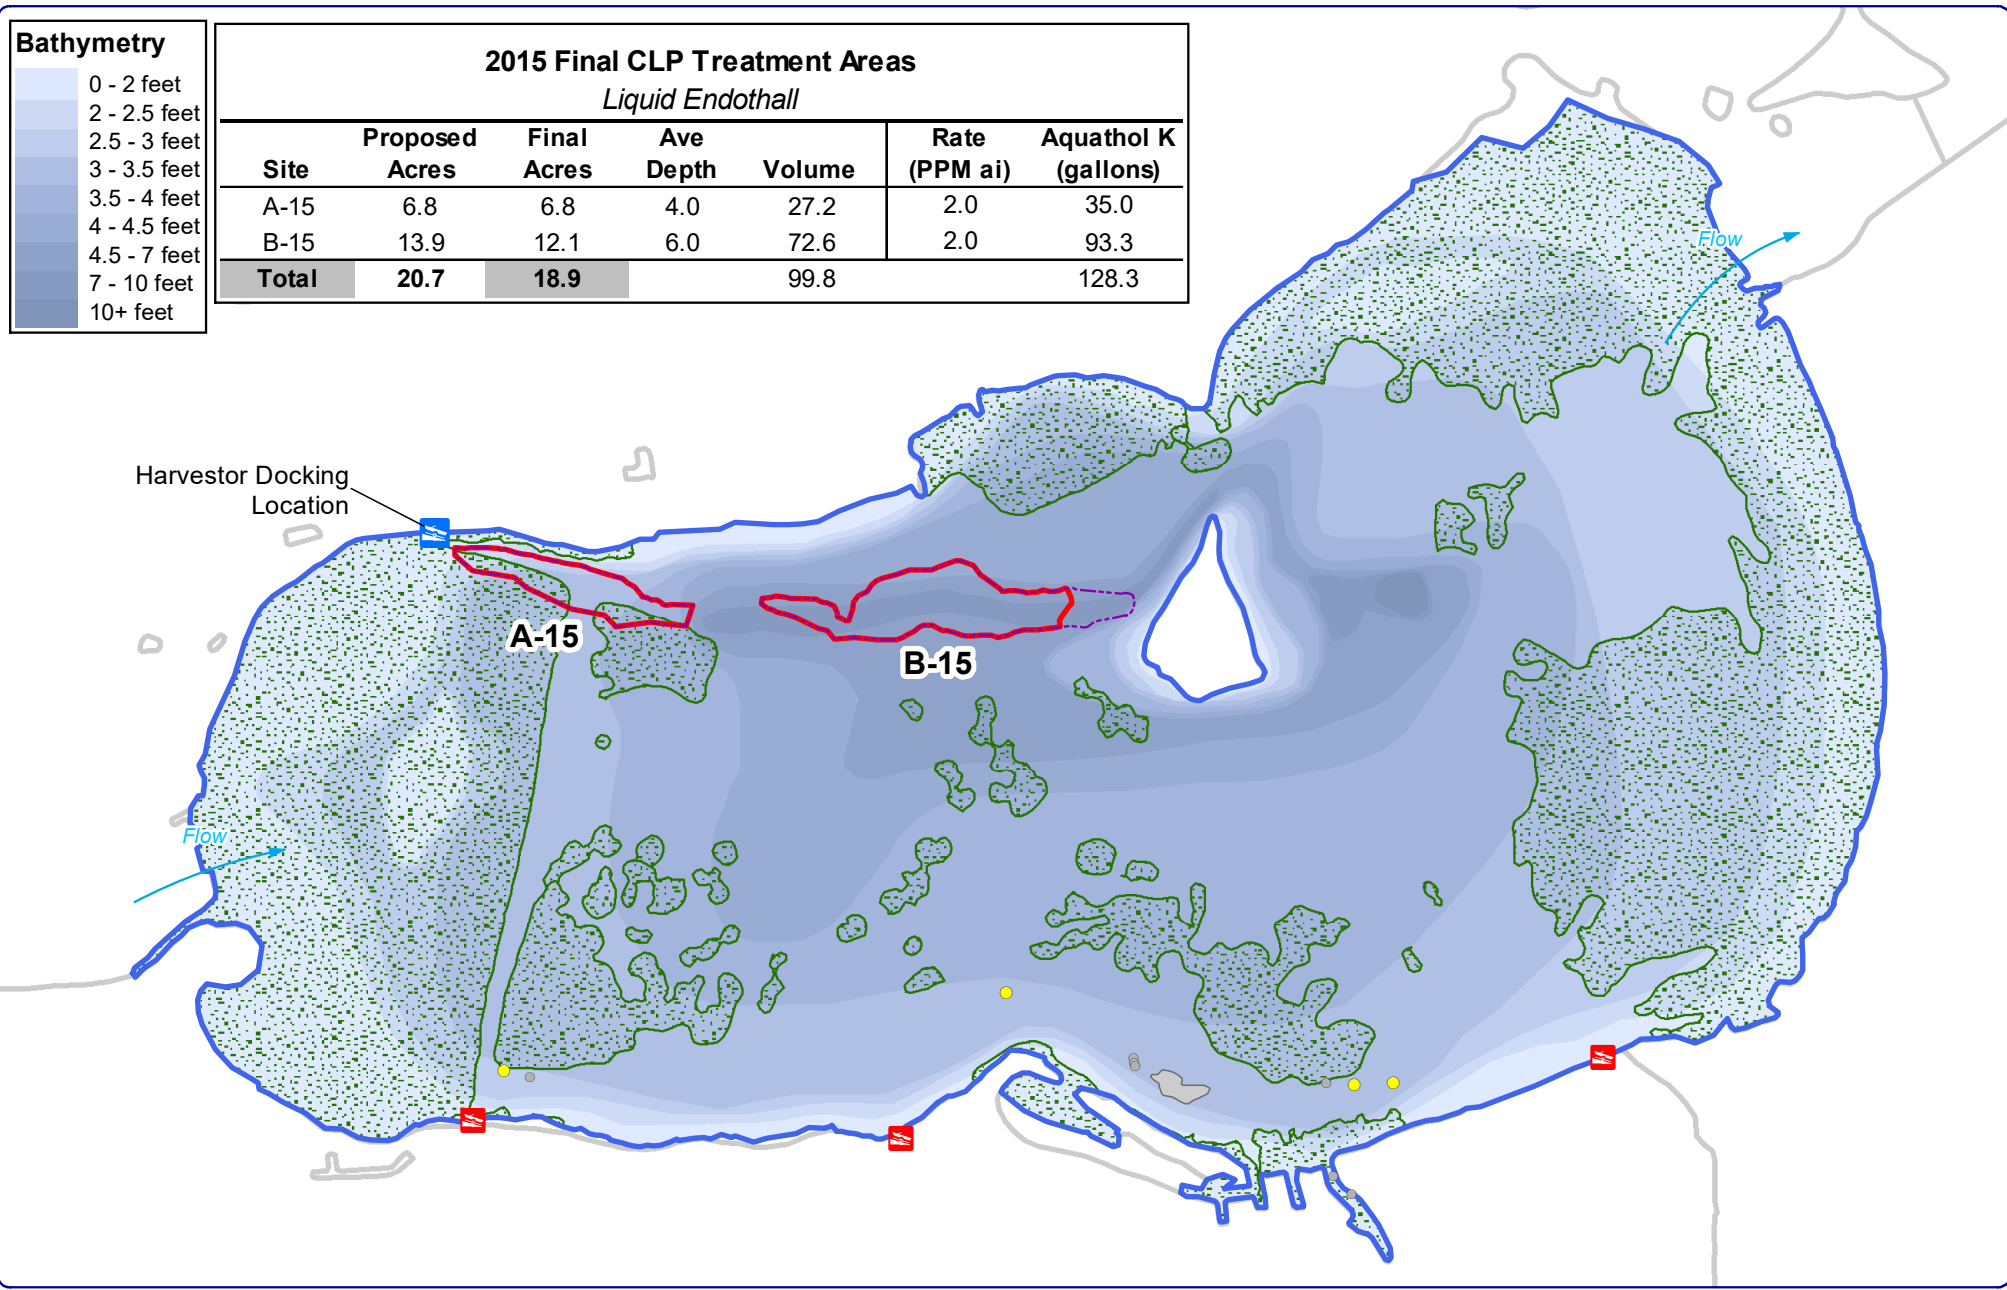 Bathymetry
0 - 2 feet
2 - 2.5 feet
2.5 - 3 feet
3 - 3.5 feet
3.5 - 4 feet
4 - 4.5 feet
4.5 - 7 feet
7 - 10 feet
10+ feet
2015 Final CLP Treatment Areas
Liquid Endothall
Proposed Final Ave Rate Aquathol K
Site Acres Acres Depth Volume (PPM ai) (gallons)
A-15 6.8 6.8 4.0 27.2 2.0 35.0
B-15 13.9 12.1 6.0 72.6 2.0 93.3
Total 20.7 18.9 99.8 128.3
Flow
Harvestor Docking
Location
A-15
B-15
Flow